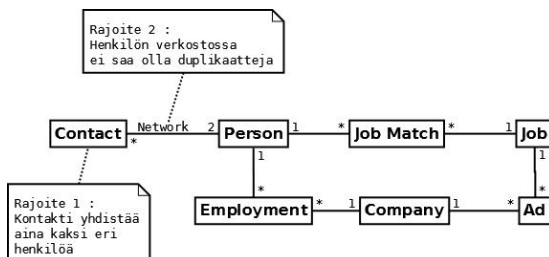 Rajoite 2 :
Henkilön verkostossa
ei saa olla duplikaatteja
Contact * Network 2 Person 1 * Job Match * 1 Job
1 1
* *
Employment * 1 Company 1 * Ad
Rajoite 1 :
Kontakti yhdistää
aina kaksi eri
henkilöä